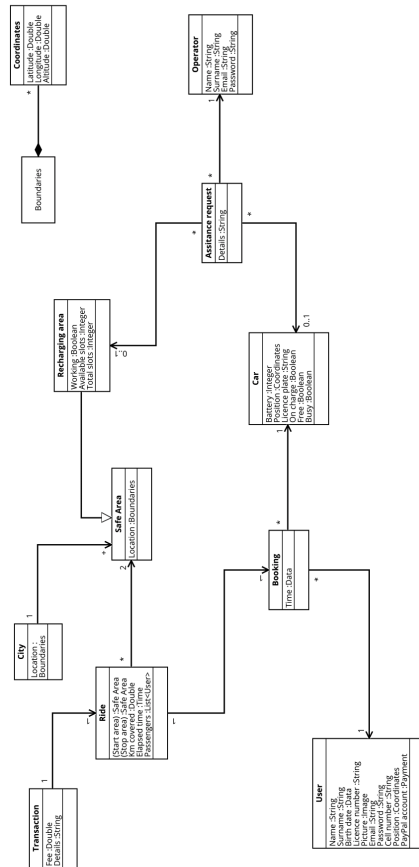 Transaction
Fee :Double
Details :String
1
1
Ride
(Start area) :Safe Area
(Stop area) :Safe Area
Km covered :Double
Elapsed time :Time
Passengers :List<User>
*
2
1
1
City
Location :
Boundaries
1
+
Safe Area
Location :Boundaries
Recharging area
Working :Boolean
Available slots :Integer
Total slots :Integer
0..1
*
Boundaries
*
Coordinates
Latitude :Double
Longitude :Double
Altitude :Double
Assitance request
Details :String
*
1
Operator
Name :String
Surname :String
Email :String
Password :String
*
0..1
Car
Battery :Integer
Position :Coordinates
Licence plate :String
On charge :Boolean
Free :Boolean
Busy :Boolean
1
*
Booking
Time :Data
*
1
User
Name :String
Surname :String
Birth date :Data
Licence number :String
Picture :Image
Email :String
Password :String
Cell number :String
Position :Coordinates
PayPal account :Payment